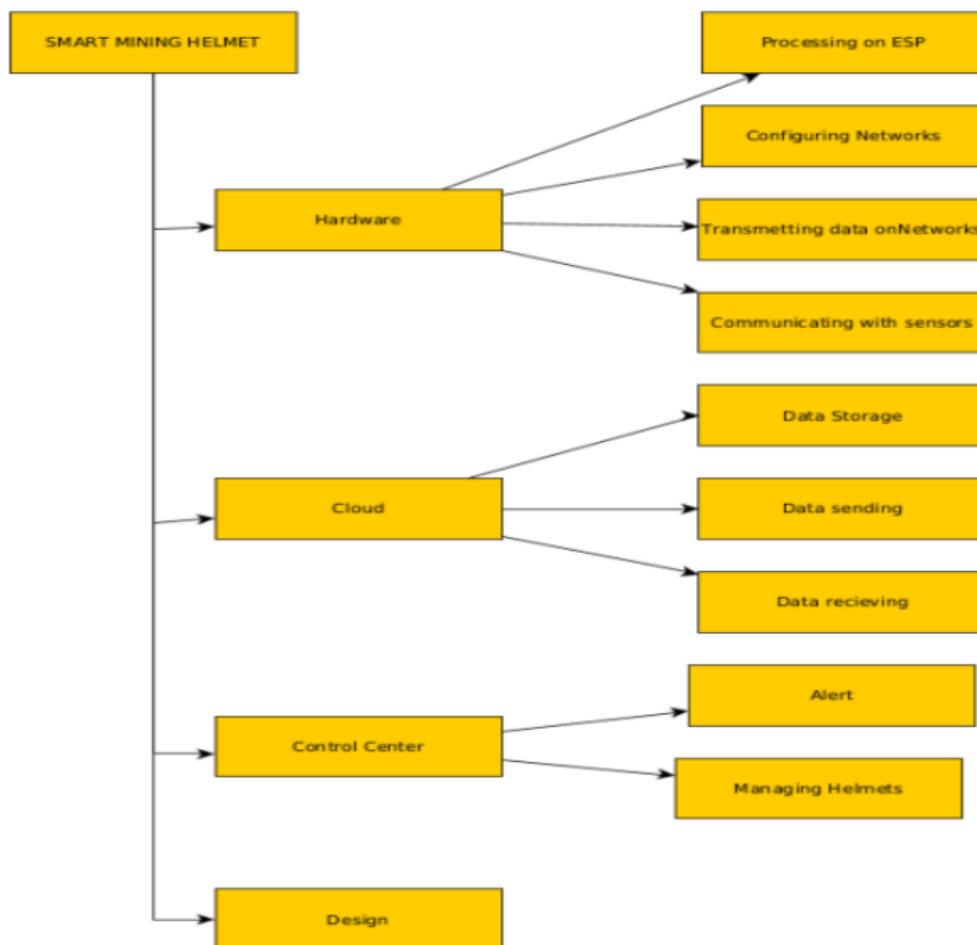 SMART MINING HELMET
Processing on ESP
Configuring Networks
Hardware
Transmetting data onNetworks
Communicating with sensors
Data Storage
Cloud
Data sending
Data recieving
Alert
Control Center
Managing Helmets
Design